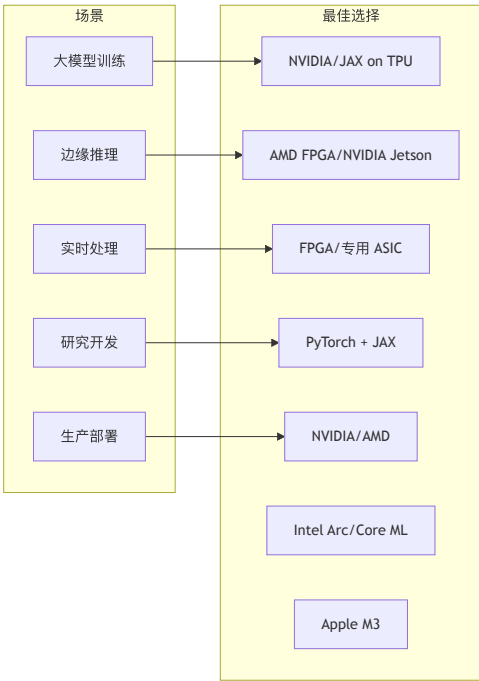 场景
最佳选择
大模型训练
NVIDIA/JAX on TPU
边缘推理
AMD FPGA/NVIDIA Jetson
实时处理
FPGA/专用 ASIC
研究开发
PyTorch + JAX
生产部署
NVIDIA/AMD
Intel Arc/Core ML
Apple M3